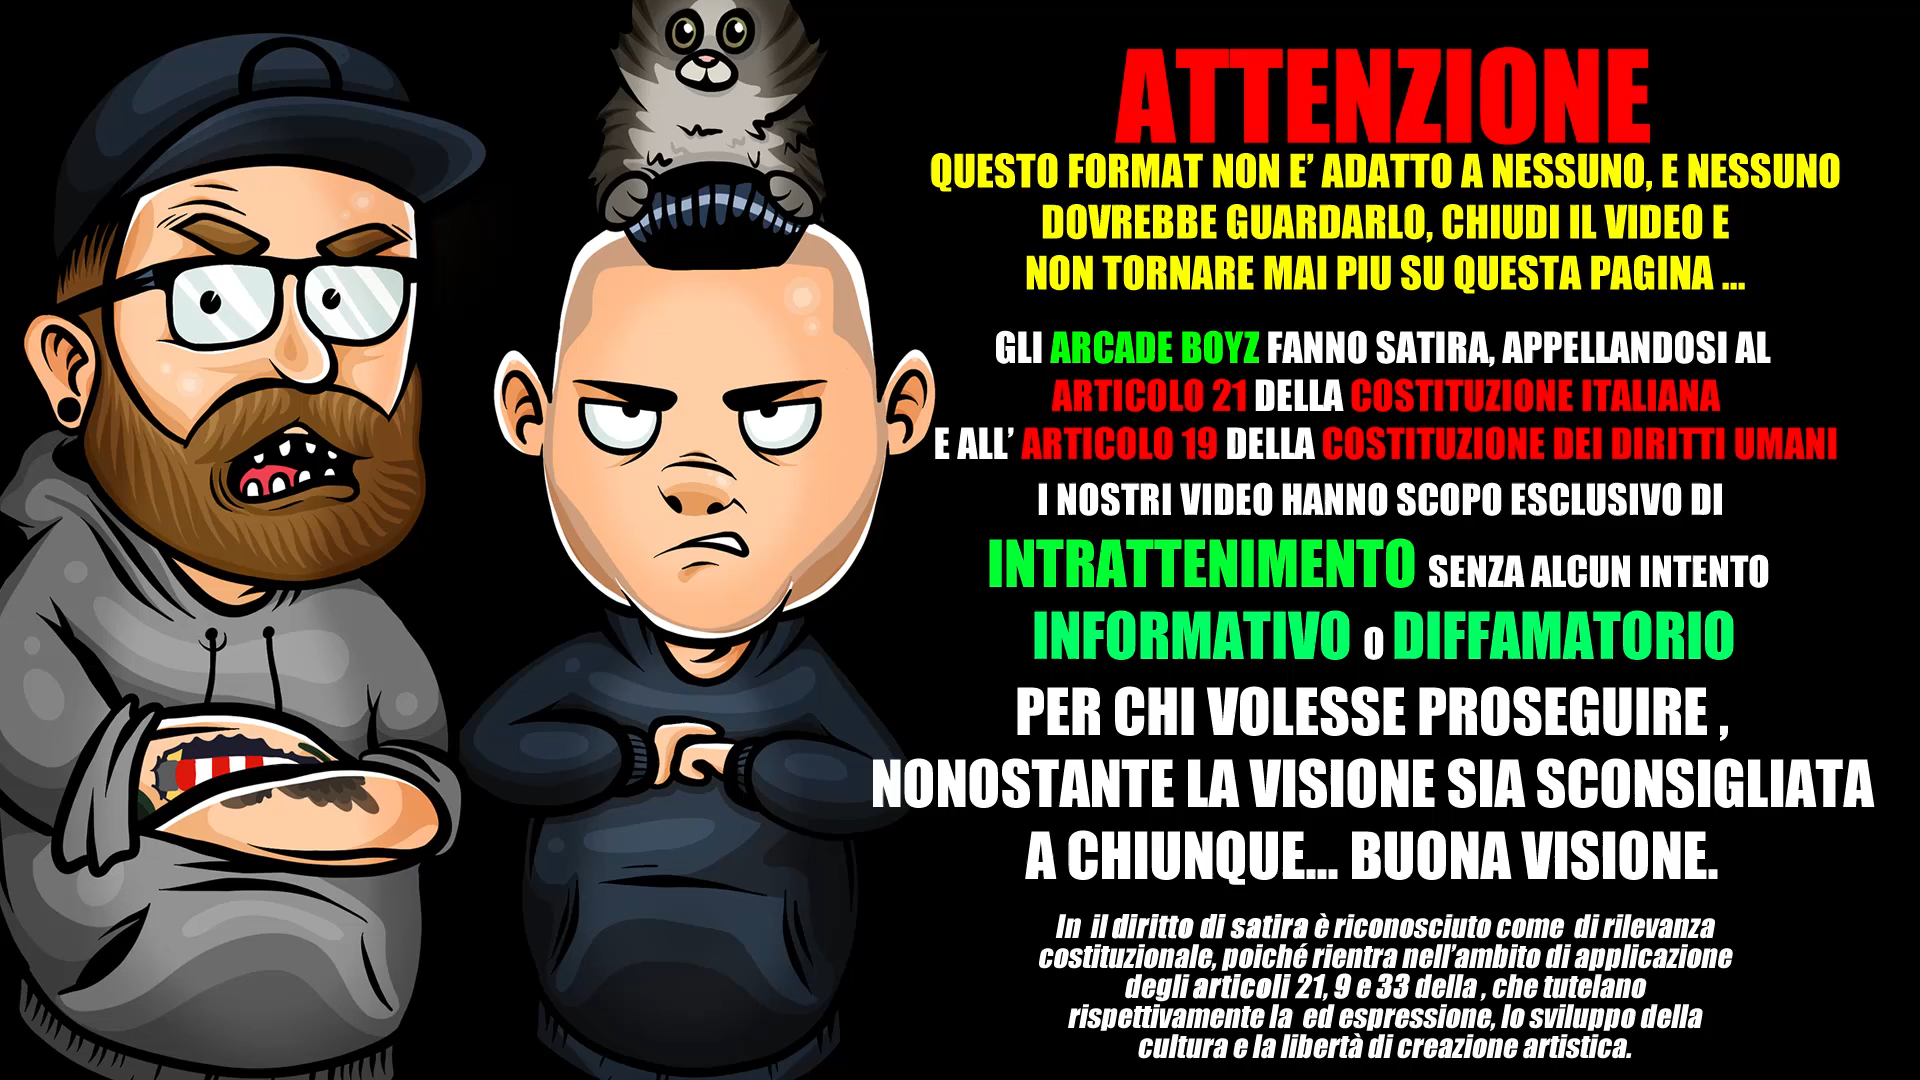 ATTENZIONE
QUESTO FORMAT NON E' ADATTO A NESSUNO, E NESSUNO
DOVREBBE GUARDARLO, CHIUDI IL VIDEO E
NON TORNARE MAI PIU SU QUESTA PAGINA ...
GLI ARCADE BOYZ FANNO SATIRA, APPELLANDOSI AL
ARTICOLO 21 DELLA COSTITUZIONE ITALIANA
E ALL' ARTICOLO 19 DELLA COSTITUZIONE DEI DIRITTI UMANI
I NOSTRI VIDEO HANNO SCOPO ESCLUSIVO DI
INTRATTENIMENTO SENZA ALCUN INTENTO
INFORMATIVO O DIFFAMATORIO
PER CHI VOLESSE PROSEGUIRE ,
NONOSTANTE LA VISIONE SIA SCONSIGLIATA
A CHIUNQUE... BUONA VISIONE.
In il diritto di satira è riconosciuto come di rilevanza
costituzionale, poiché rientra nell'ambito di applicazione
degli articoli 21, 9 e 33 della , che tutelano
rispettivamente la ed espressione, lo sviluppo della
cultura e la libertà di creazione artistica.